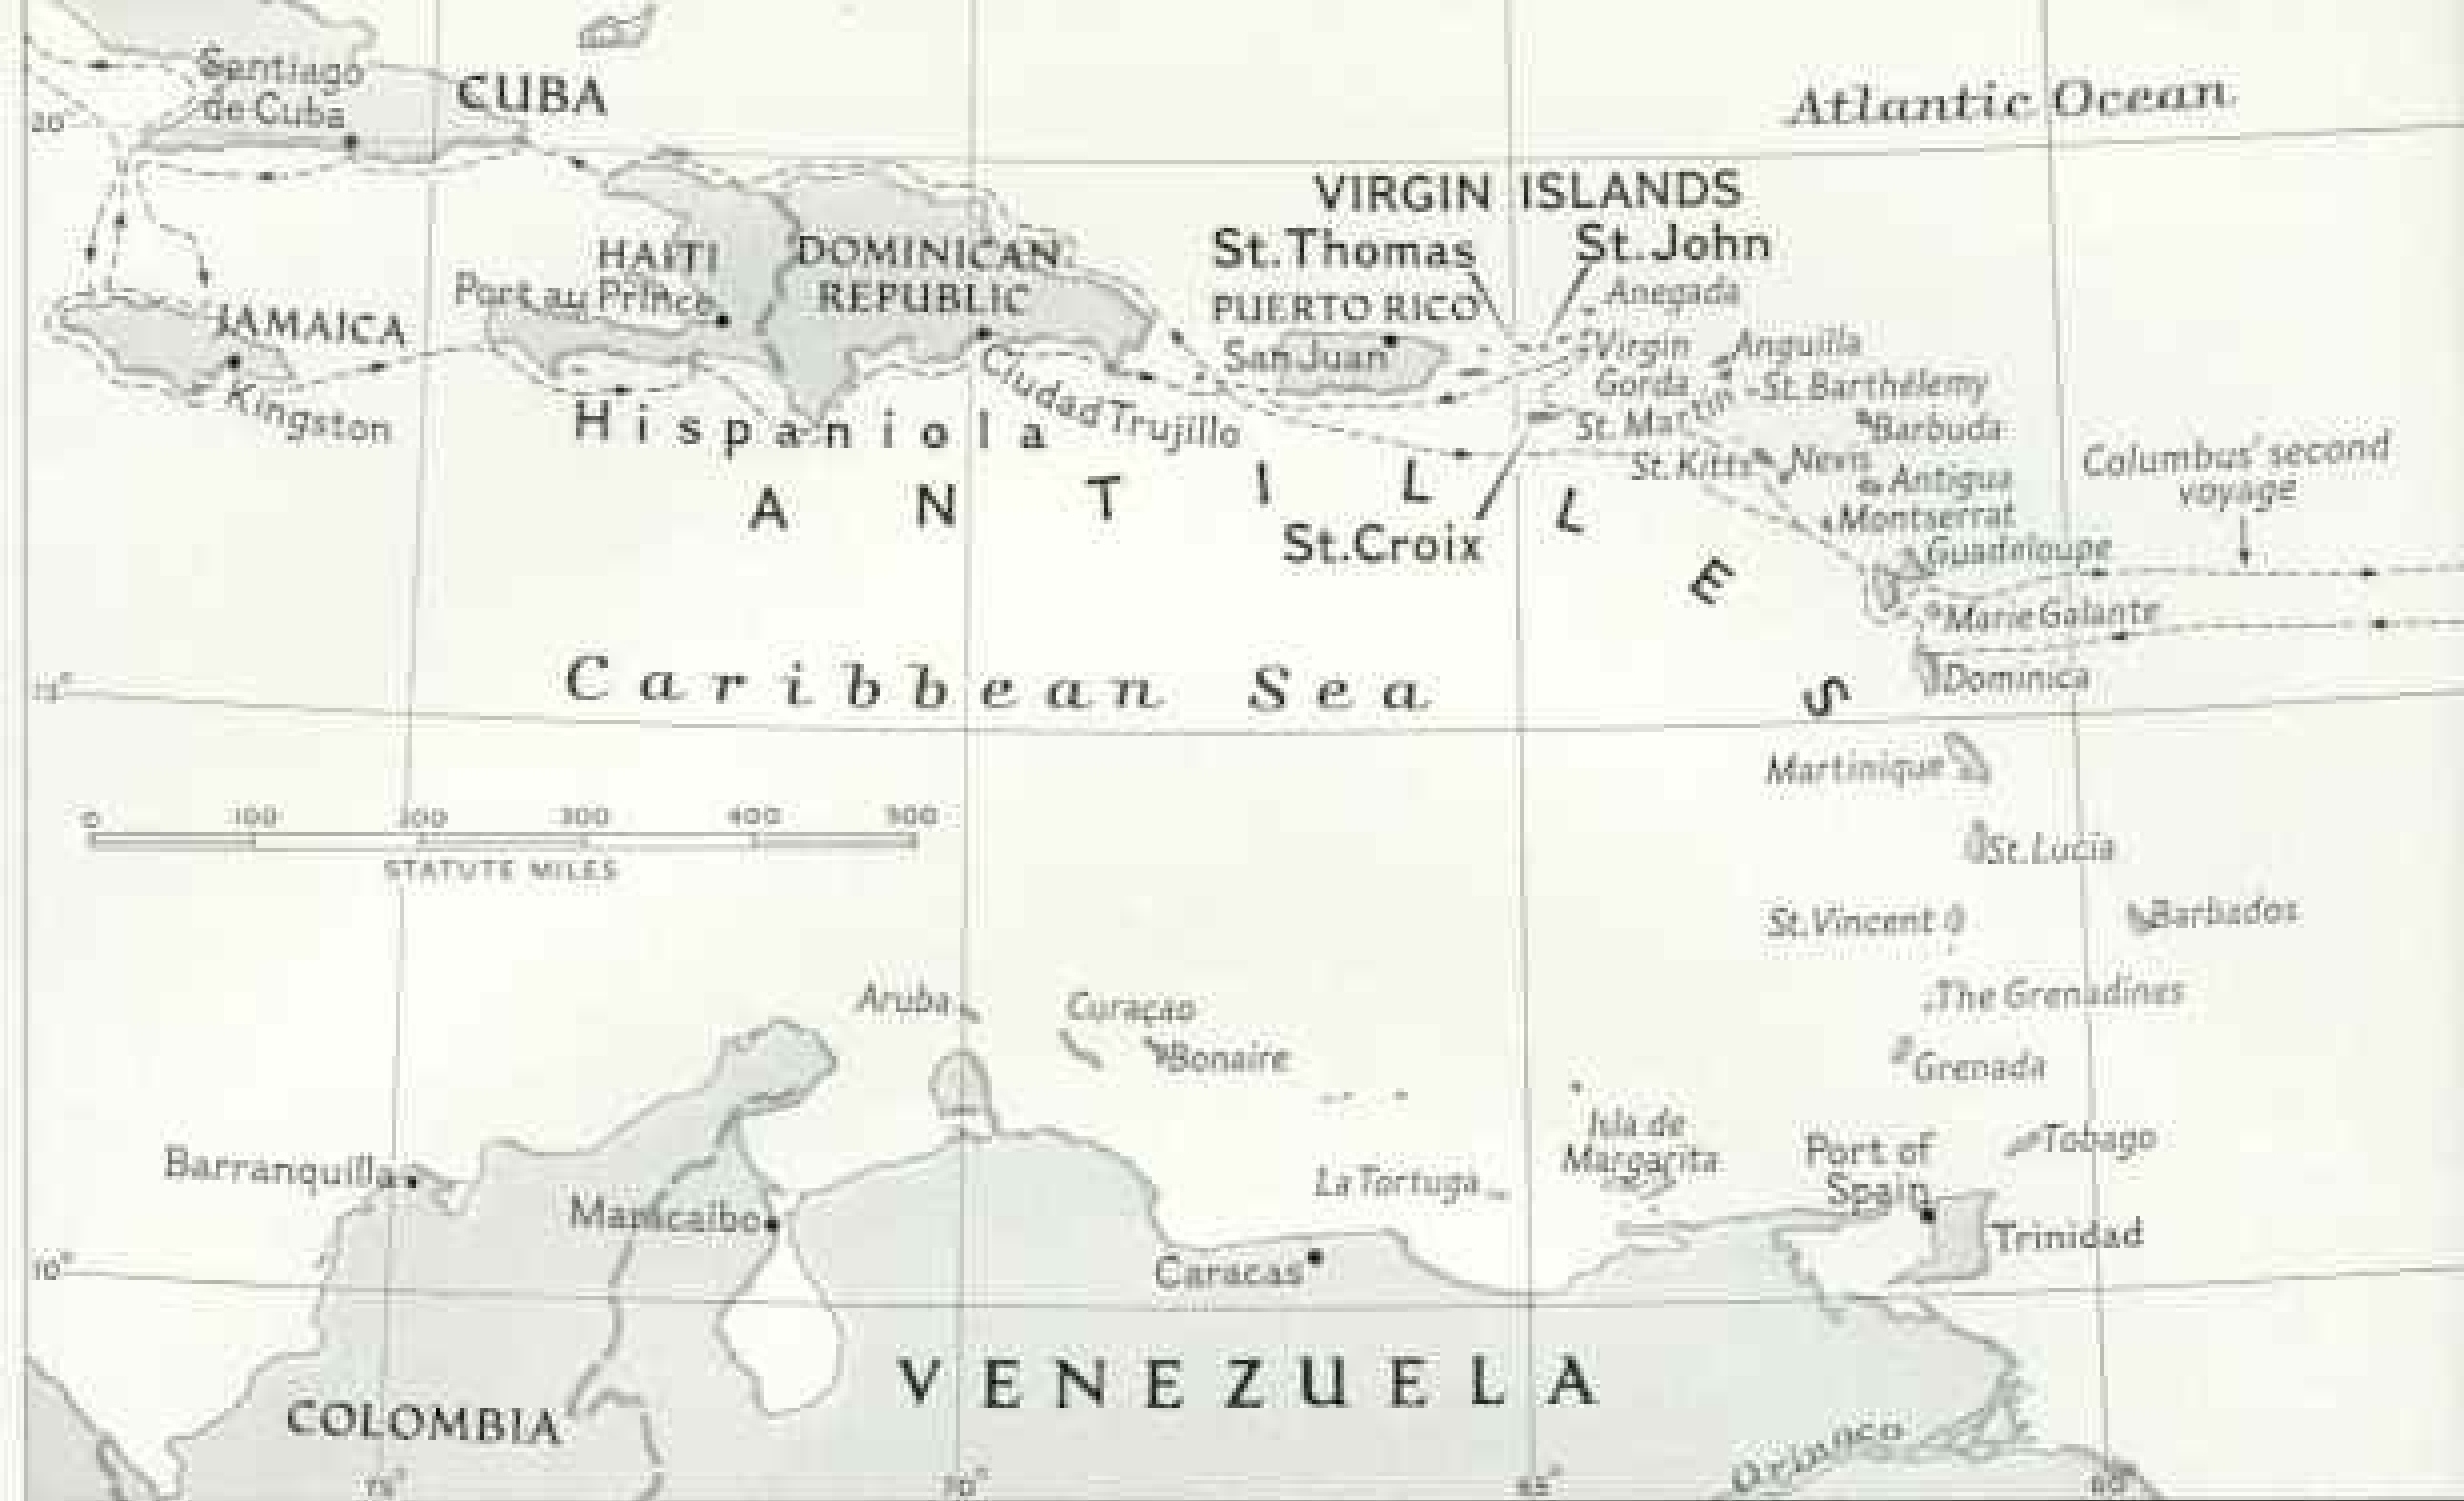 Santiago
de Cuba
CUBA
20°
Atlantic Ocean
VIRGIN ISLANDS
St. Thomas
St. John
HAITI
Port au Prince
DOMINICAN
REPUBLIC
PUERTO RICO
San Juan
Anegada
Virgin
Gorda
Anguilla
St. Barthélemy
St. Martin
JAMAICA
Kingston
Hispaniola
Ciudad Trujillo
Barbuda
St. Kitts
Nevis
Antigua
Montserrat
Guadeloupe
Columbus' second
voyage
ANTILLES
St. Croix
Marie Galante
Dominica
Caribbean Sea
15°
Martinique
0 100 200 300 400 500
STATUTE MILES
St. Lucia
St. Vincent
Barbados
The Grenadines
Aruba
Curaçao
Bonaire
Grenada
Isla de
Margarita
La Tortuga
Port of
Spain
Tobago
Trinidad
Barranquilla
Maracaibo
Caracas
10°
VENEZUELA
COLOMBIA
Orinoco
75° 70° 65° 60°